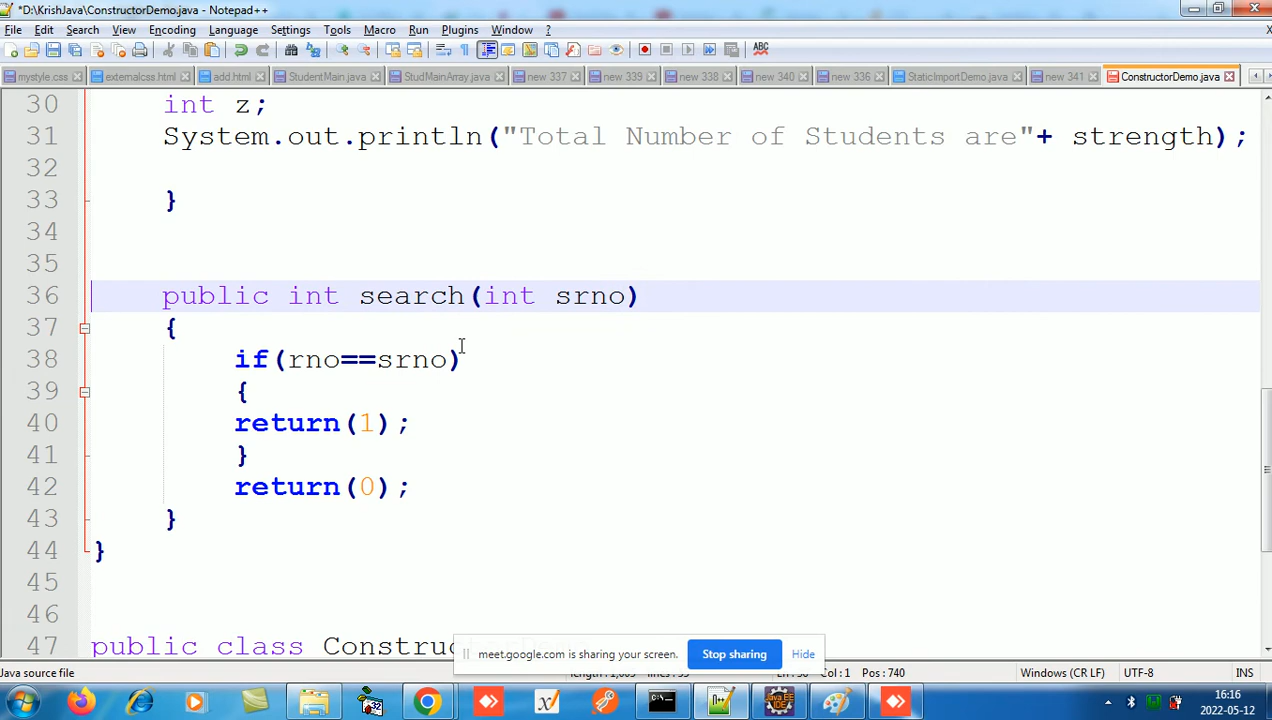 *D:\KrishJava\ConstructorDemo.java - Notepad++
File Edit Search View Encoding Language Settings Tools Macro Run Plugins Window ?
mystyle.css externalcss.html add.html StudentMain.java StudMainArray.java new 337 new 339 new 338 new 340 new 336 StaticImportDemo.java new 341 ConstructorDemo.java
30 int z;
31 System.out.println("Total Number of Students are"+ strength);
32
33 }
34
35
36 public int search(int srno)
37 {
38 if(rno==srno)
39 {
40 return(1);
41 }
42 return(0);
43 }
44 }
45
46
47 public class
meet.google.com is sharing your screen. Stop sharing Hide
Java source file Col : 1 Pos : 740 Windows (CR LF) UTF-8 INS
16:16
2022-05-12